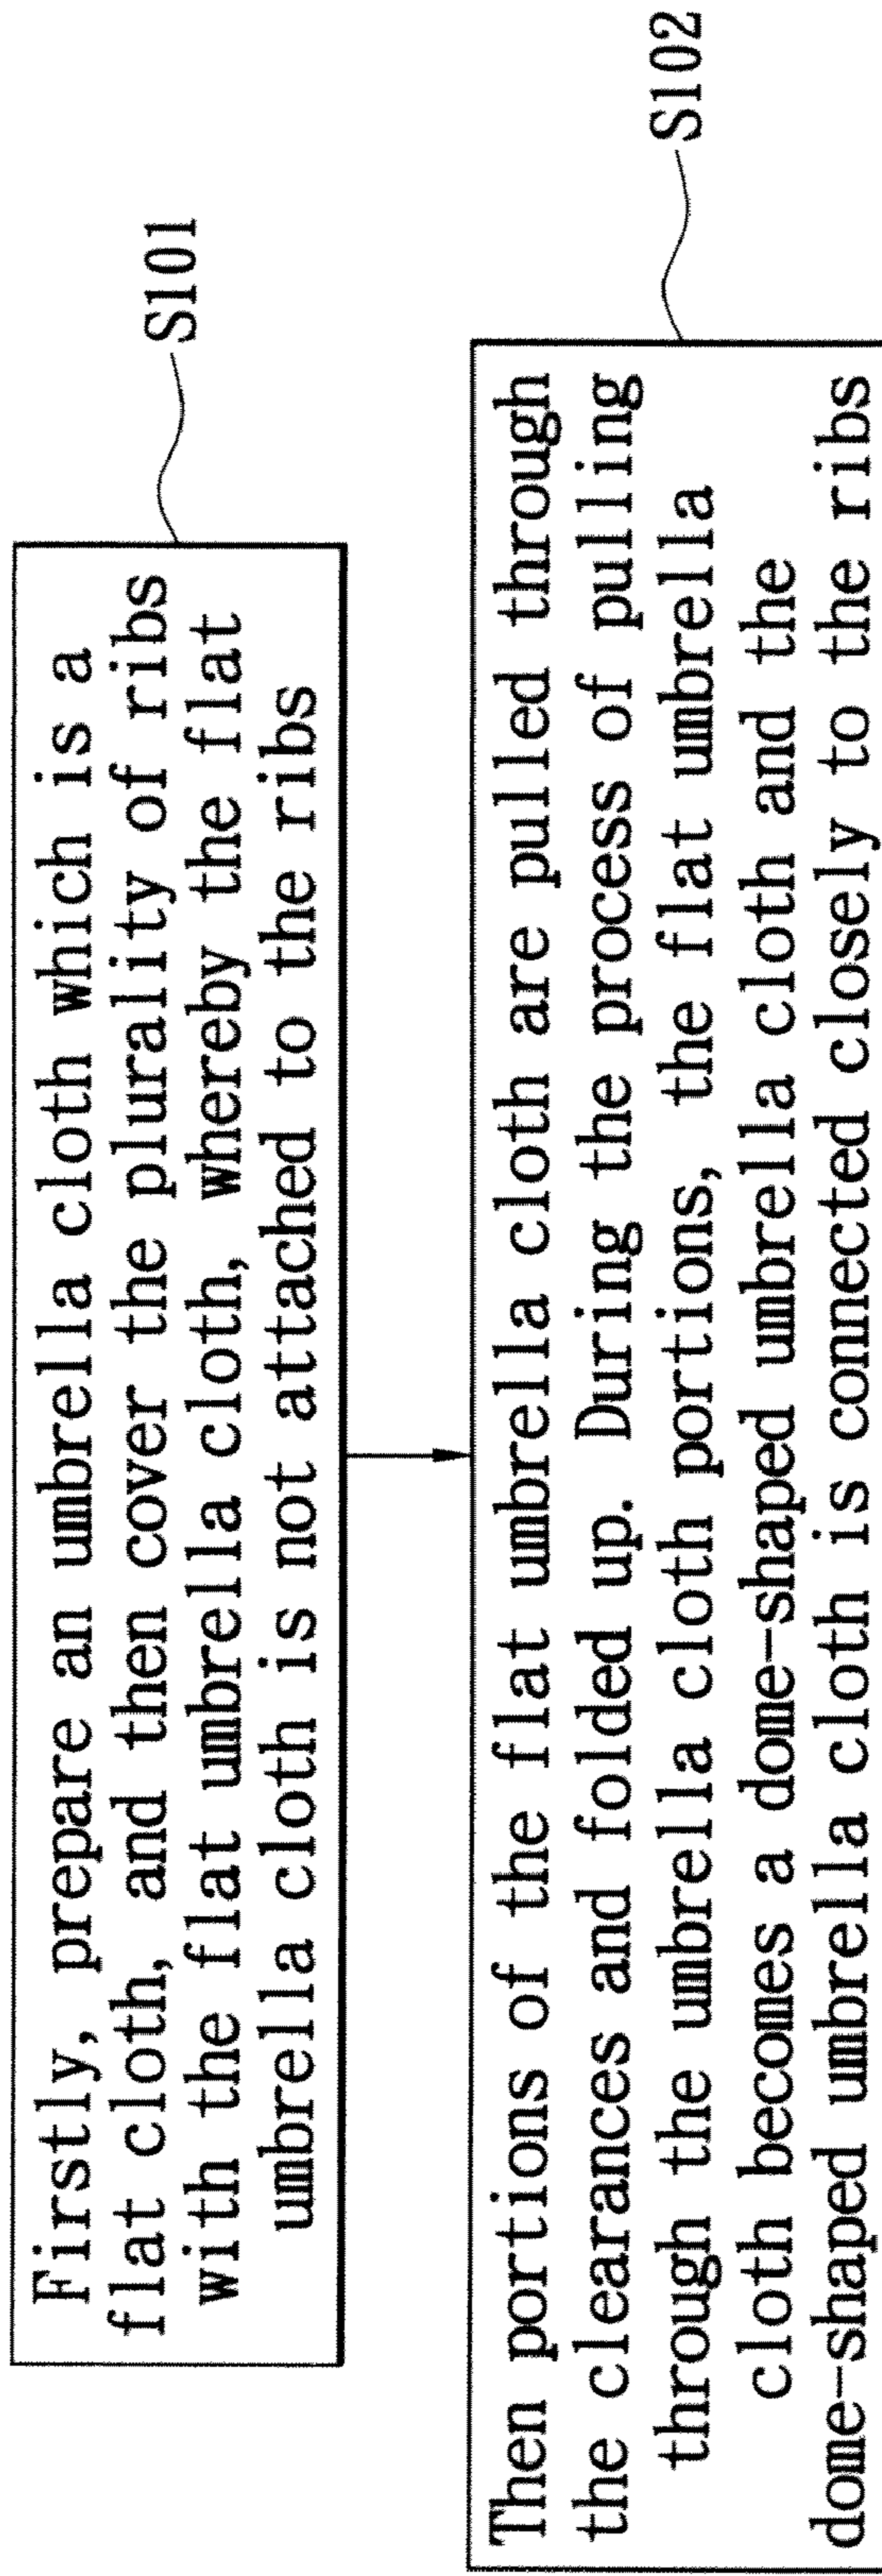 Firstly, prepare an umbrella cloth which is a
flat cloth, and then cover the plurality of ribs
with the flat umbrella cloth, whereby the flat
umbrella cloth is not attached to the ribs
S101
Then portions of the flat umbrella cloth are pulled through
the clearances and folded up. During the process of pulling
through the umbrella cloth portions, the flat umbrella
cloth becomes a dome-shaped umbrella cloth and the
dome-shaped umbrella cloth is connected closely to the ribs
S102